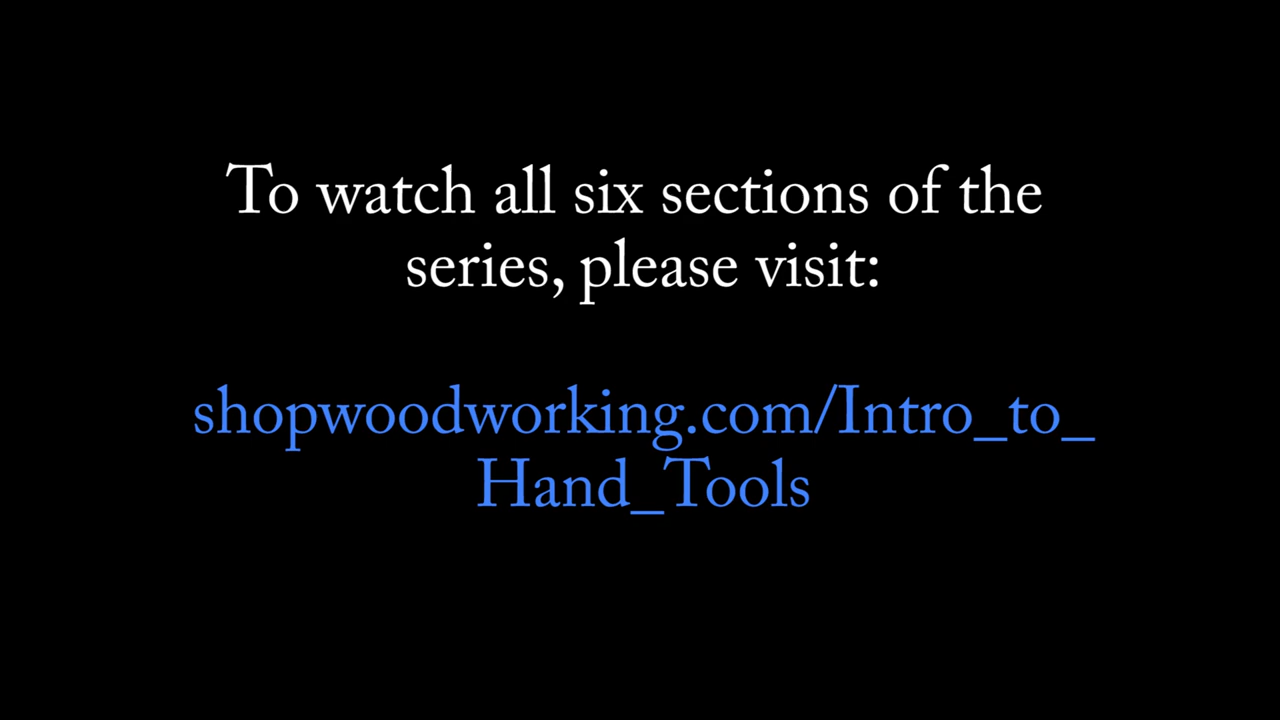 To watch all six sections of the
series, please visit:
shopwoodworking.com/Intro_to_
Hand_Tools